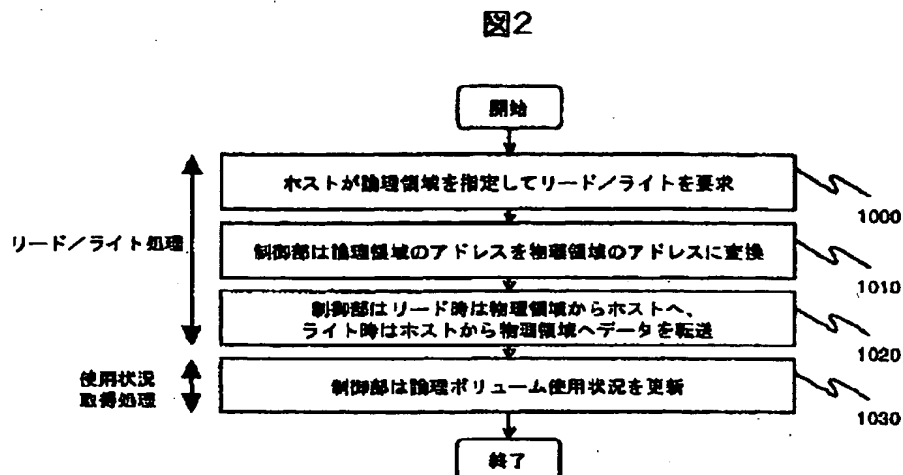 図2
開始
ホストが論理領域を指定してリード/ライトを要求
1000
リード/ライト処理
制御部は論理領域のアドレスを物理領域のアドレスに変換
1010
制御部はリード時は物理領域からホストへ、
ライト時はホストから物理領域へデータを転送
1020
使用状況
取得処理
制御部は論理ボリューム使用状況を更新
1030
終了